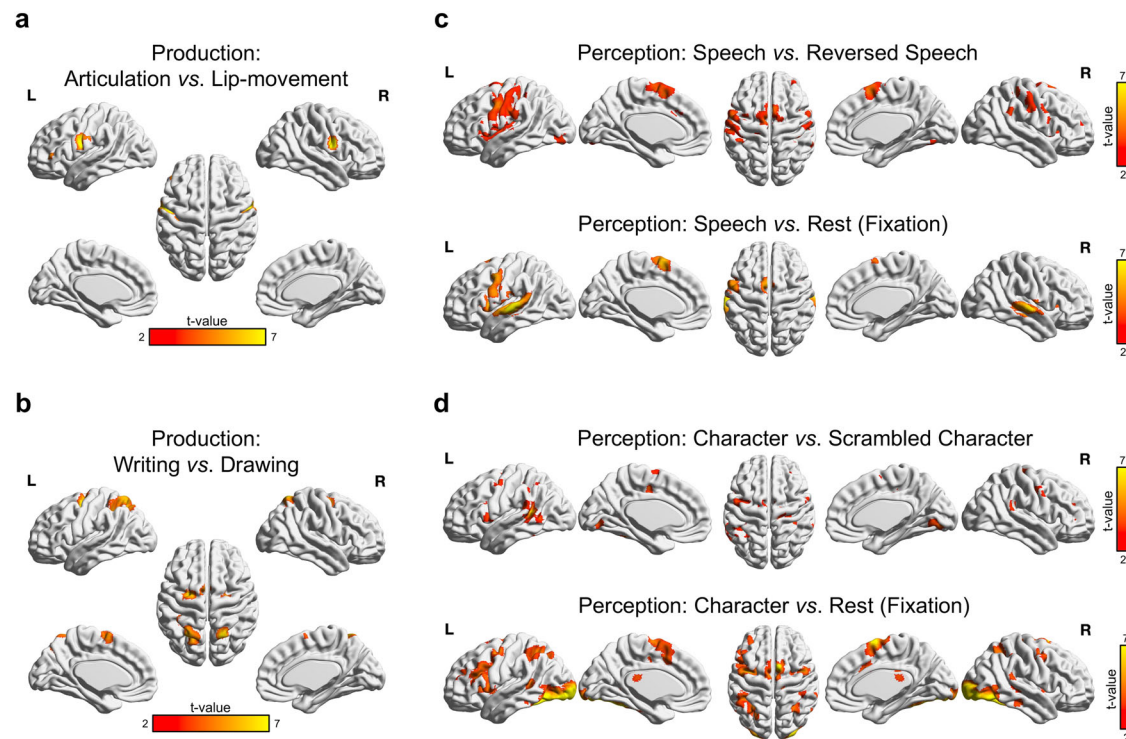 a
Production:
Articulation vs. Lip-movement
L
R
t-value
2 7
b
Production:
Writing vs. Drawing
L
R
t-value
2 7
c
Perception: Speech vs. Reversed Speech
L
R
7
t-value
2
Perception: Speech vs. Rest (Fixation)
L
R
7
t-value
2
d
Perception: Character vs. Scrambled Character
L
R
7
t-value
2
Perception: Character vs. Rest (Fixation)
L
R
7
t-value
2